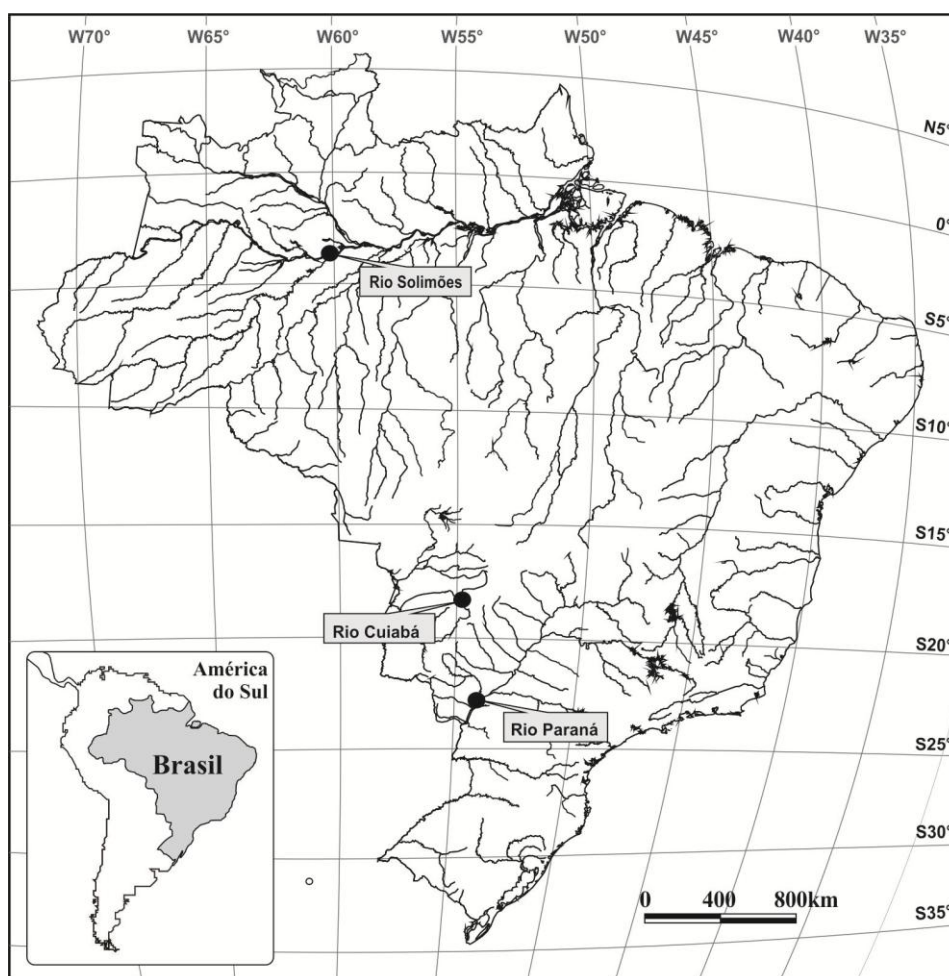 W70° W65° W60° W55° W50° W45° W40° W35°
N5°
0°
Rio Solimões
S5°
S10°
S15°
Rio Cuiabá
S20°
América
do Sul
Rio Paraná
S25°
Brasil
S30°
0 400 800km
S35°